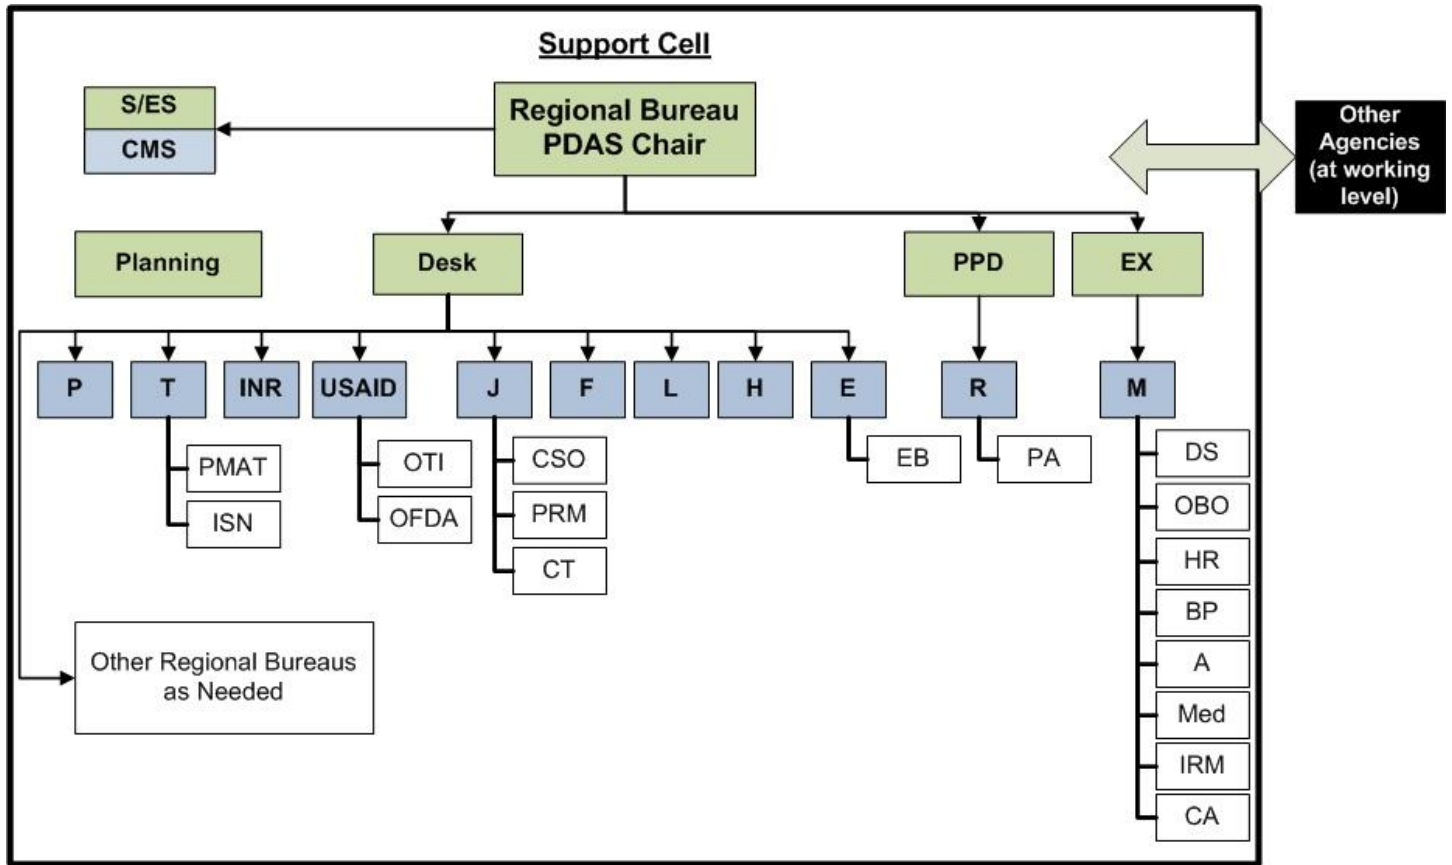 Support Cell
S/ES
CMS
Regional Bureau
PDAS Chair
Other
Agencies
(at working
level)
Planning
Desk
PPD
EX
P
T
INR
USAID
J
F
L
H
E
R
M
PMAT
ISN
OTI
OFDA
CSO
PRM
CT
EB
PA
DS
OBO
HR
BP
A
Med
IRM
CA
Other Regional Bureaus
as Needed